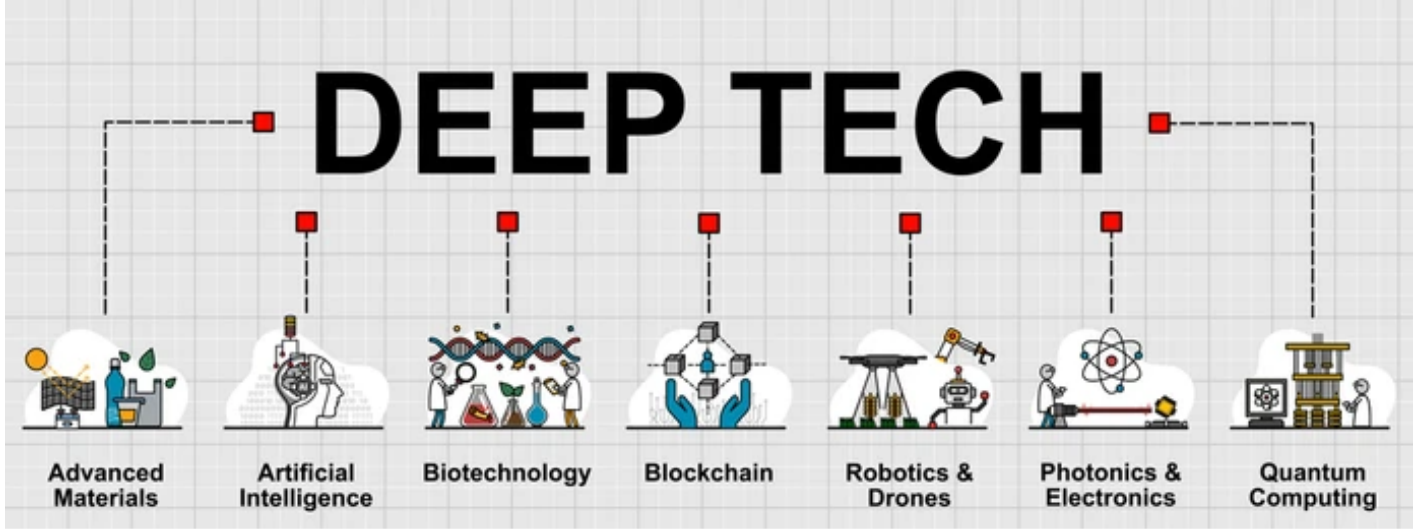 DEEP TECH
Advanced
Materials
Artificial
Intelligence
Biotechnology
Blockchain
Robotics &
Drones
Photonics &
Electronics
Quantum
Computing